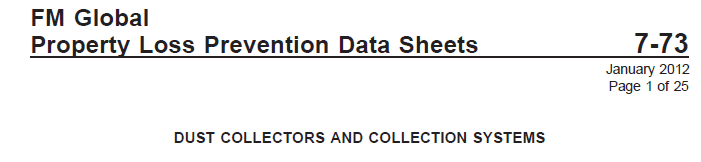 FM Global
Property Loss Prevention Data Sheets 7-73
January 2012
Page 1 of 25
DUST COLLECTORS AND COLLECTION SYSTEMS